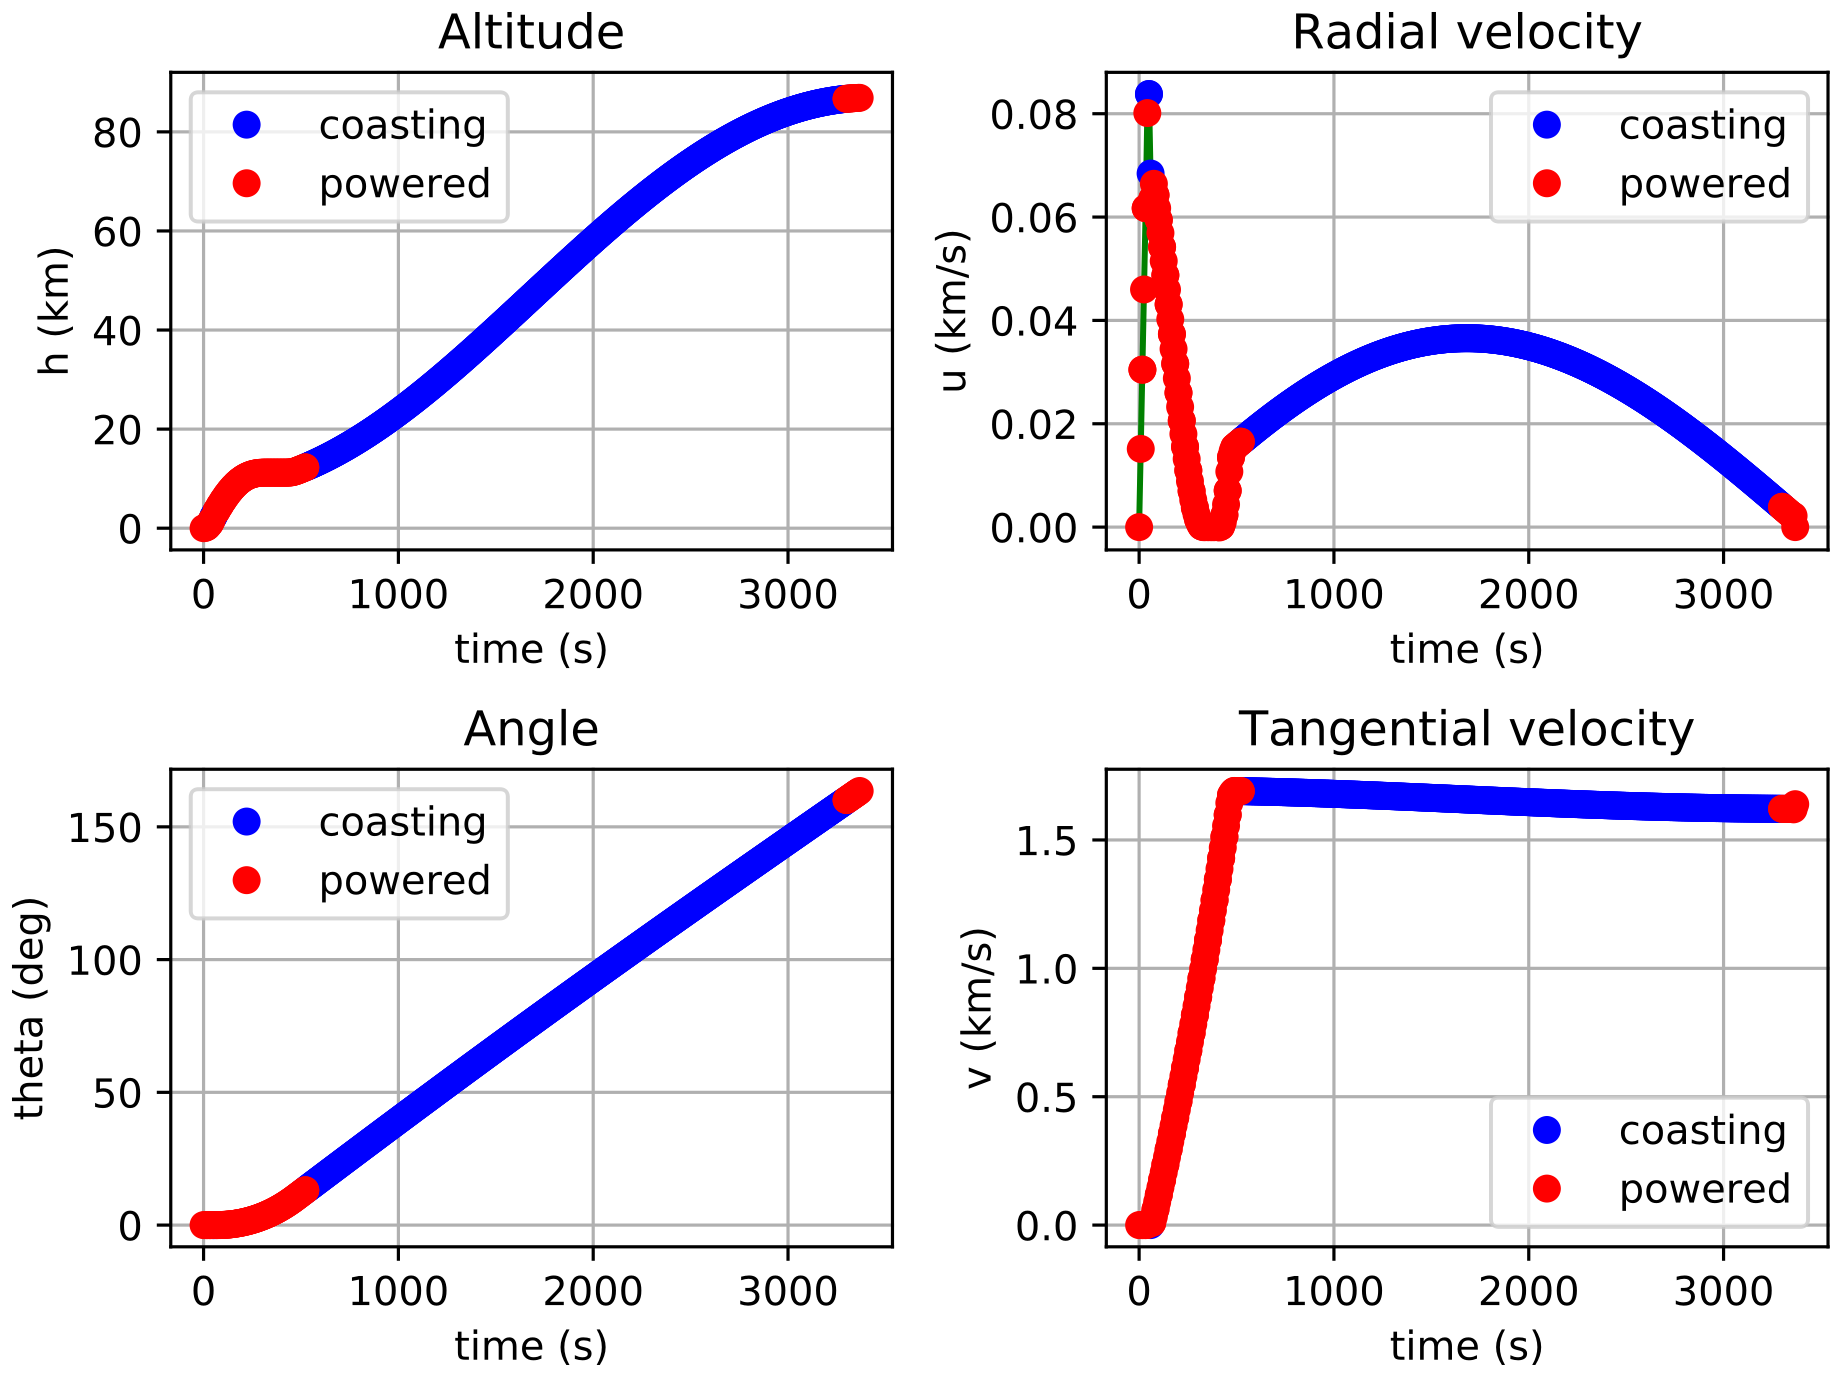 Altitude
coasting
powered
80
60
40
20
0
h (km)
0 1000 2000 3000
time (s)
Radial velocity
coasting
powered
0.08
0.06
0.04
0.02
0.00
u (km/s)
0 1000 2000 3000
time (s)
Angle
coasting
powered
150
100
50
0
theta (deg)
0 1000 2000 3000
time (s)
Tangential velocity
1.5
1.0
0.5
0.0
v (km/s)
coasting
powered
0 1000 2000 3000
time (s)